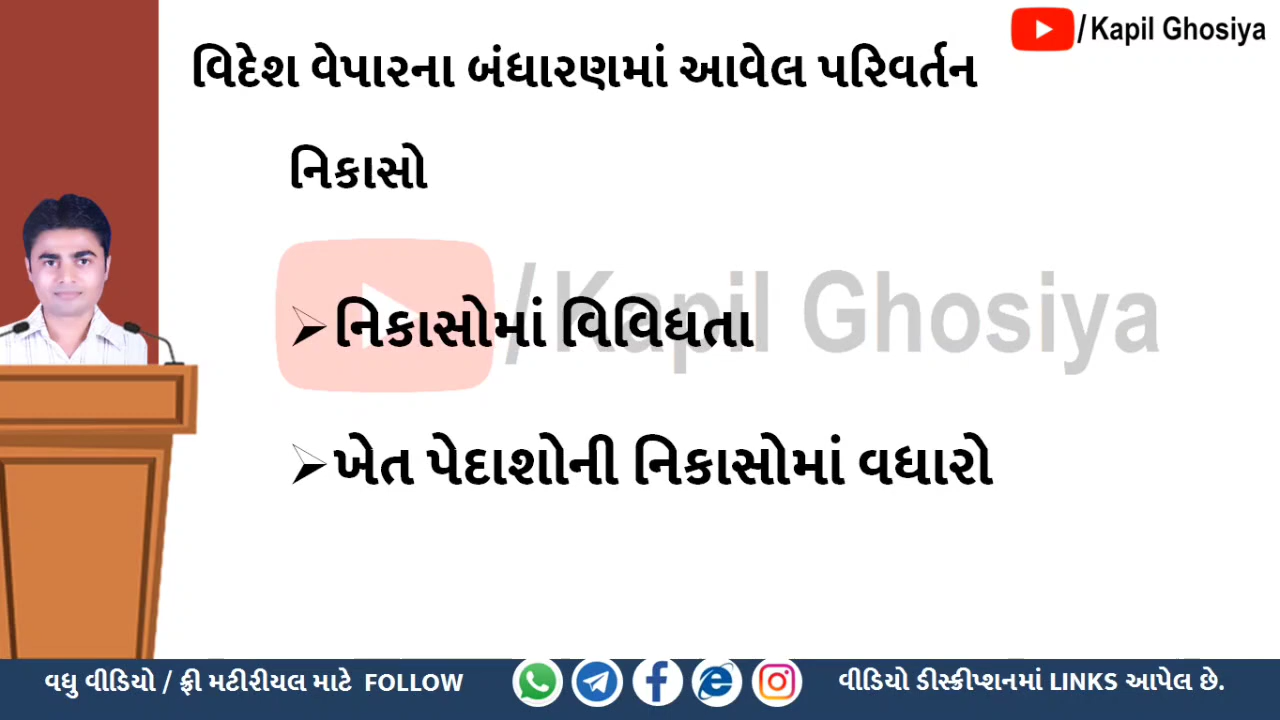 /Kapil Ghosiya
વિદેશ વેપારના બંધારણમાં આવેલ પરિવર્તન
નિકાસો
/Kapil Ghosiya
➢નિકાસોમાં વિવિધતા
➢ખેત પેદાશોની નિકાસોમાં વધારો
વધુ વીડિયો / ફ્રી મટીરીયલ માટે FOLLOW
વીડિયો ડીસ્ક્રીપ્શનમાં LINKS આપેલ છે.